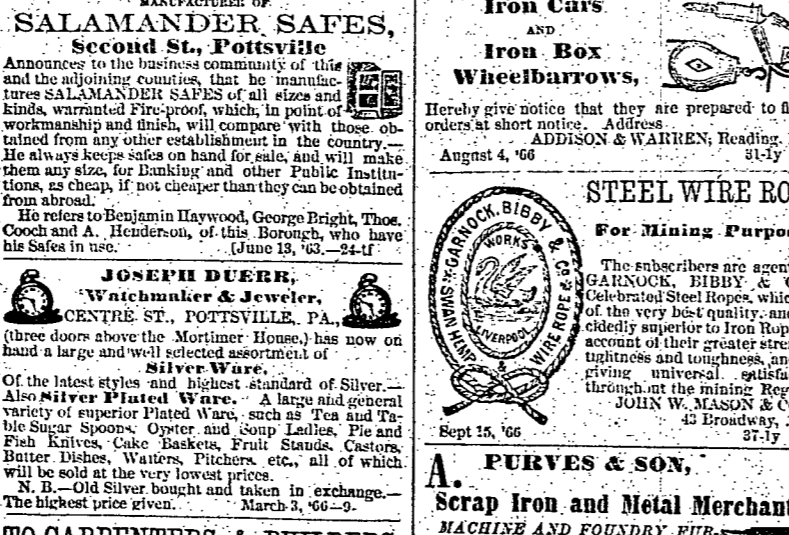 MANUFACTURER OF
SALAMANDER SAFES,
Second St., Pottsville
Announces to the business community of this
and the adjoining counties, that he manufac-
tures SALAMANDER SAFES of all sizes and
kinds, warranted Fire-proof, which, in point of
workmanship and finish, will compare with those ob-
tained from any other establishment in the country.—
He always keeps safes on hand for sale, and will make
them any size, for Banking and other Public Institu-
tions, as cheap, if not cheaper than they can be obtained
from abroad.
He refers to Benjamin Haywood, George Bright, Thos.
Cooch and A. Henderson, of this Borough, who have
his Safes in use. [June 13, '63.—24-tf
JOSEPH DUERR,
Watchmaker & Jeweler,
CENTRE ST., POTTSVILLE, PA.,
(three doors above the Mortimer House,) has now on
hand a large and well selected assortment of
Silver Ware.
Of the latest styles and highest standard of Silver.—
Also Silver Plated Ware. A large and general
variety of superior Plated Ware, such as Tea and Ta-
ble Sugar Spoons, Oyster and Soup Ladles, Pie and
Fish Knives, Cake Baskets, Fruit Stands, Castors,
Butter Dishes, Waiters, Pitchers, etc., all of which
will be sold at the very lowest prices.
N. B.—Old Silver bought and taken in exchange.—
The highest price given. March 3, '66—9-
TO CARPENTERS & BUILDERS
Iron Cars
AND
Iron Box
Wheelbarrows,
Hereby give notice that they are prepared to fi
orders at short notice. Address
ADDISON & WARREN, Reading.
August 4, '66 31-ly
GARNOCK, BIBBY & Co
SWAN HEMP & WIRE ROPE
WORKS
LIVERPOOL
Sept 15, '66
STEEL WIRE RO
For Mining Purpo
The subscribers are agen
GARNOCK, BIBBY & C
Celebrated Steel Ropes, whic
of the very best quality, and
cidedly superior to Iron Rop
account of their greater stre
lightness and toughness, an
giving universal satisfa
throughout the mining Reg
JOHN W. MASON & C
43 Broadway,
37-ly
A. PURVES & SON,
Scrap Iron and Metal Merchant
MACHINE AND FOUNDRY FUR-